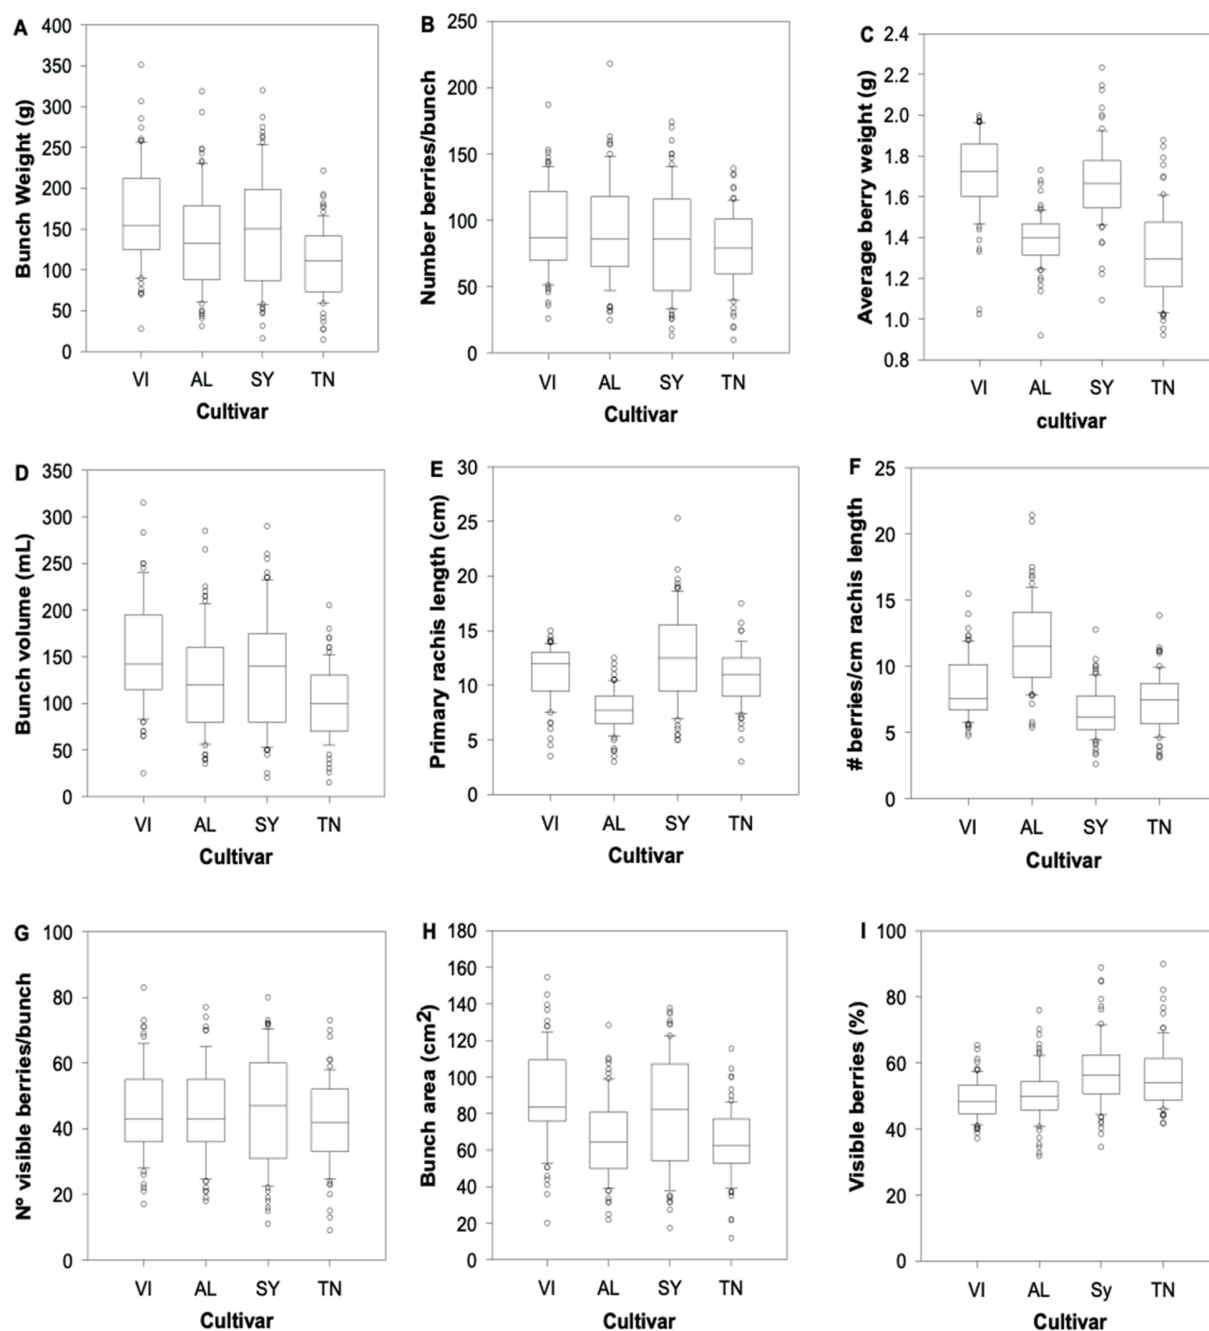 A
Bunch Weight (g)
400
350
300
250
200
150
100
50
0
VI AL SY TN
Cultivar
B
Number berries/bunch
250
200
150
100
50
0
VI AL SY TN
Cultivar
C
Average berry weight (g)
2.4
2.2
2.0
1.8
1.6
1.4
1.2
1.0
0.8
VI AL SY TN
cultivar
D
Bunch volume (mL)
350
300
250
200
150
100
50
0
VI AL SY TN
Cultivar
E
Primary rachis length (cm)
30
25
20
15
10
5
0
VI AL SY TN
Cultivar
F
# berries/cm rachis length
25
20
15
10
5
0
VI AL SY TN
Cultivar
G
Nº visible berries/bunch
100
80
60
40
20
0
VI AL SY TN
Cultivar
H
Bunch area (cm2)
180
160
140
120
100
80
60
40
20
0
VI AL SY TN
Cultivar
I
Visible berries (%)
100
80
60
40
20
0
VI AL Sy TN
Cultivar